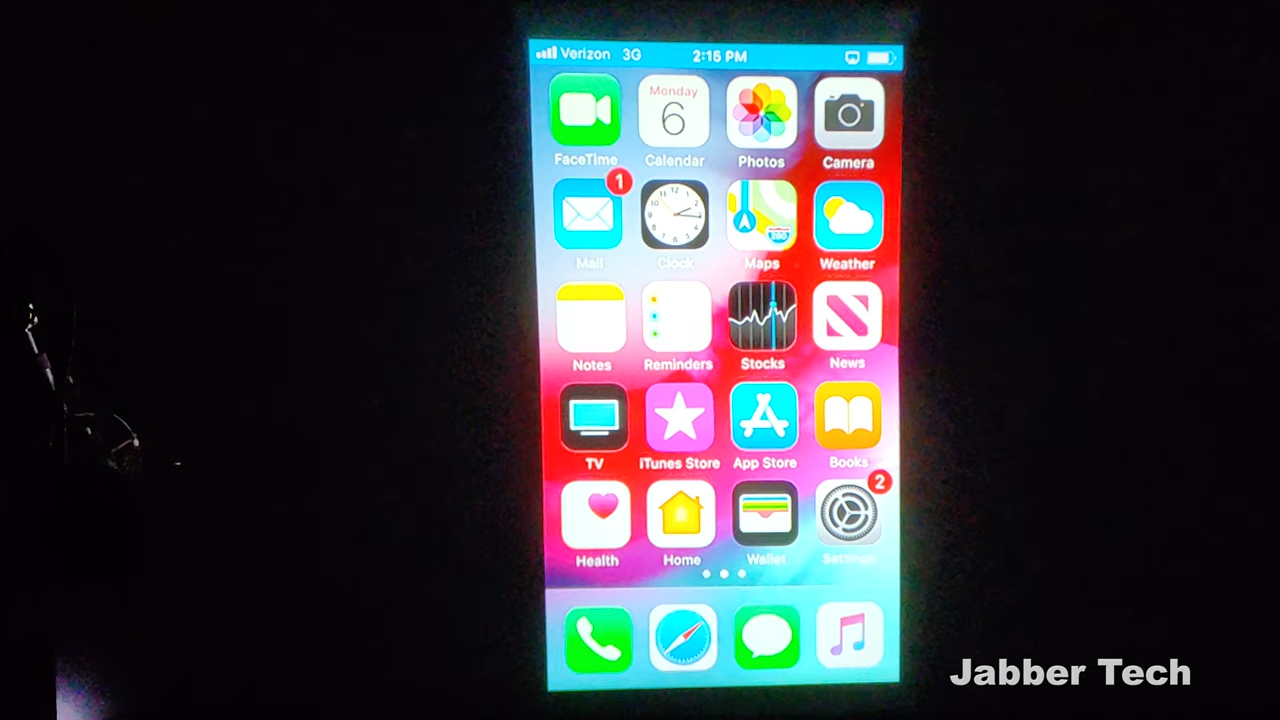 Verizon 3G 2:15 PM
Monday
6
FaceTime Calendar Photos Camera
1
Mail Clock Maps Weather
Notes Reminders Stocks News
TV iTunes Store App Store Books
2
Health Home Wallet Settings
Jabber Tech